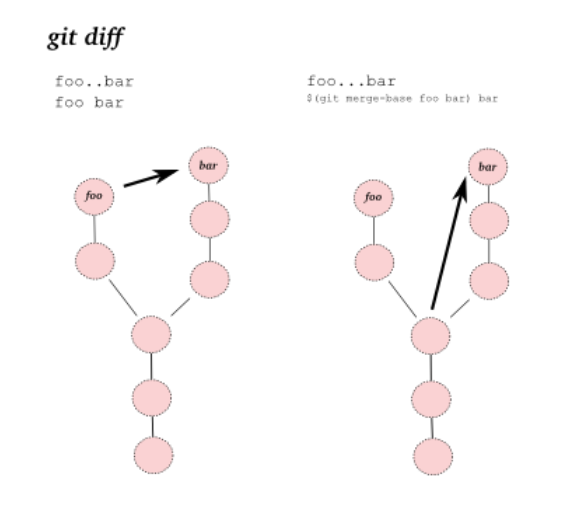 git diff
foo..bar
foo bar
foo...bar
$(git merge-base foo bar) bar
foo
bar
foo
bar